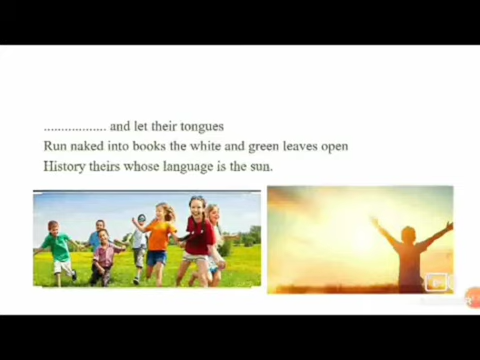 .................. and let their tongues
Run naked into books the white and green leaves open
History theirs whose language is the sun.